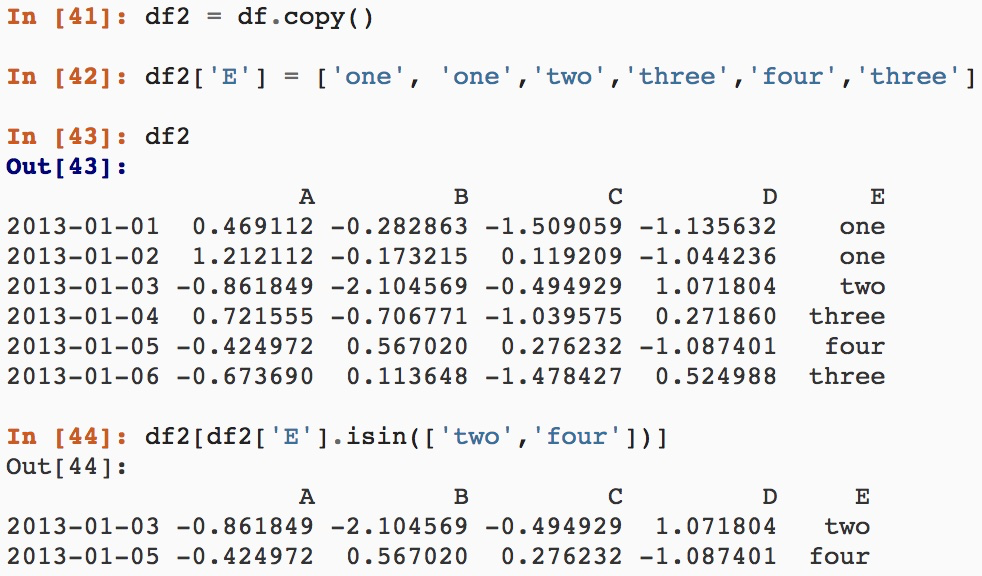 In [41]: df2 = df.copy()
In [42]: df2['E'] = ['one', 'one','two','three','four','three']
In [43]: df2
Out[43]:
A B C D E
2013-01-01 0.469112 -0.282863 -1.509059 -1.135632 one
2013-01-02 1.212112 -0.173215 0.119209 -1.044236 one
2013-01-03 -0.861849 -2.104569 -0.494929 1.071804 two
2013-01-04 0.721555 -0.706771 -1.039575 0.271860 three
2013-01-05 -0.424972 0.567020 0.276232 -1.087401 four
2013-01-06 -0.673690 0.113648 -1.478427 0.524988 three
In [44]: df2[df2['E'].isin(['two','four'])]
Out[44]:
A B C D E
2013-01-03 -0.861849 -2.104569 -0.494929 1.071804 two
2013-01-05 -0.424972 0.567020 0.276232 -1.087401 four